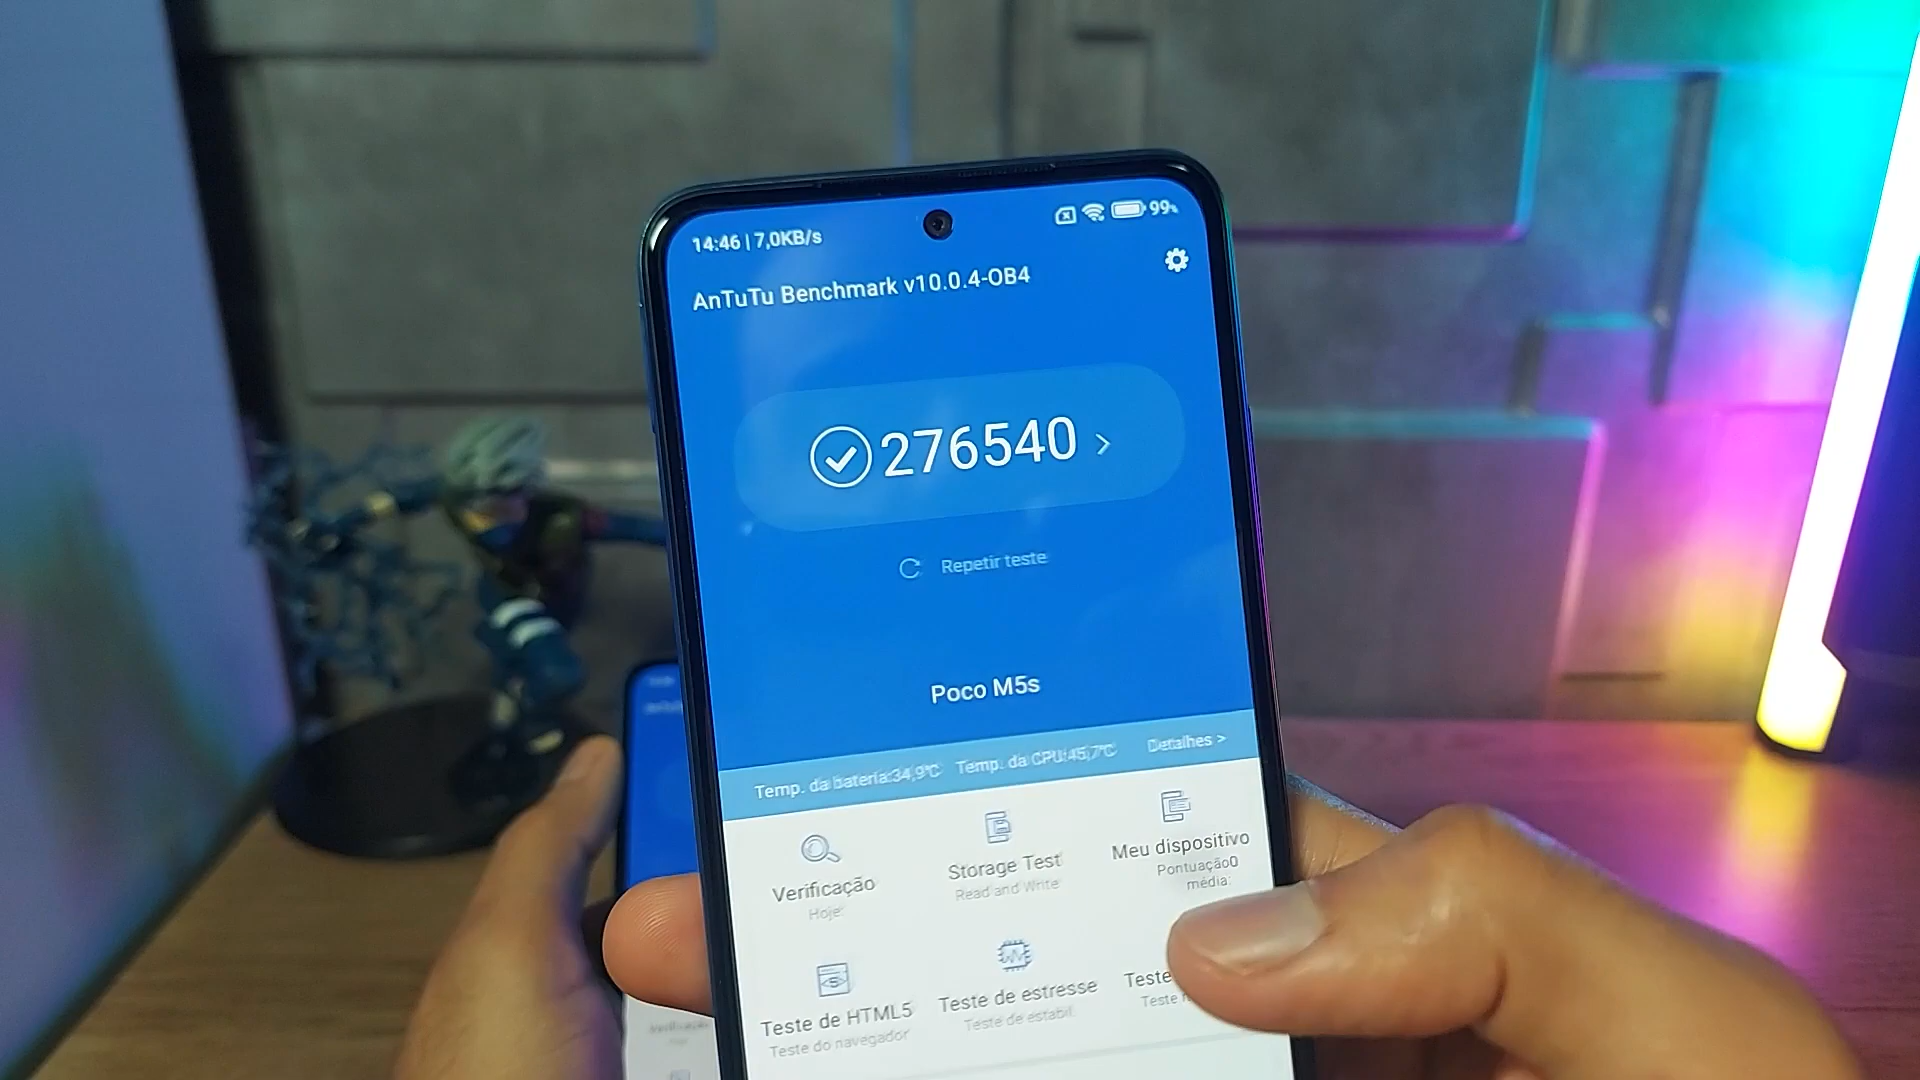 14:46 | 7,0KB/s 99%
AnTuTu Benchmark v10.0.4-OB4
276540 >
Repetir teste
Poco M5s
Temp. da bateria:34,9°C Temp. da CPU:45,7°C Detalhes >
Verificação
Hoje:
Storage Test
Read and Write
Meu dispositivo
Pontuação0
média:
Teste de HTML5
Teste do navegador
Teste de estresse
Teste de estabil.
Teste
Teste